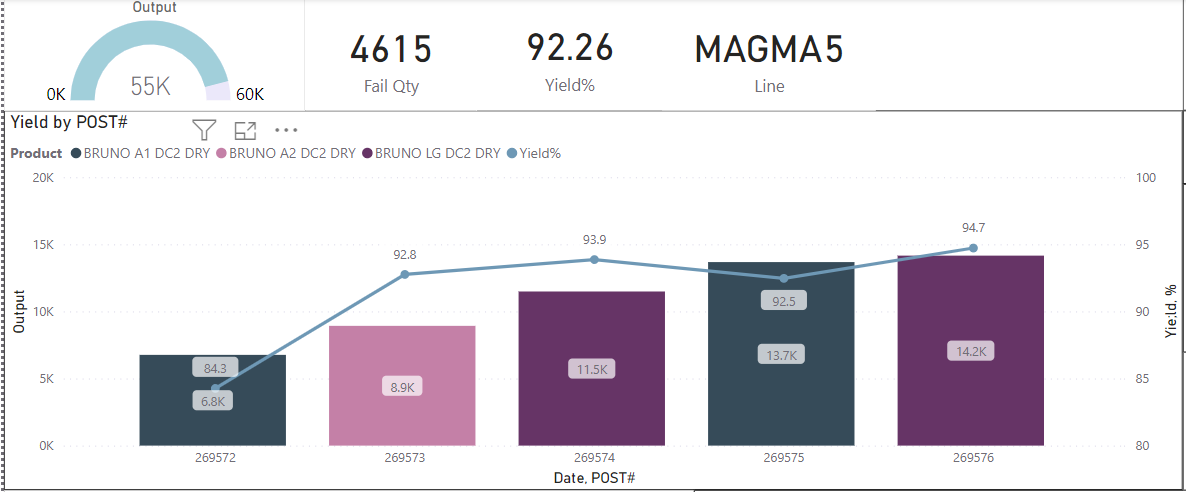 Output
0K 55K 60K
4615
Fail Qty
92.26
Yield%
MAGMA5
Line
Yield by POST#
Product BRUNO A1 DC2 DRY BRUNO A2 DC2 DRY BRUNO LG DC2 DRY Yield%
20K
15K
10K
5K
0K
Output
100
95
90
85
80
Yie:ld, %
84.3
6.8K
92.8
8.9K
93.9
11.5K
92.5
13.7K
94.7
14.2K
269572 269573 269574 269575 269576
Date, POST#